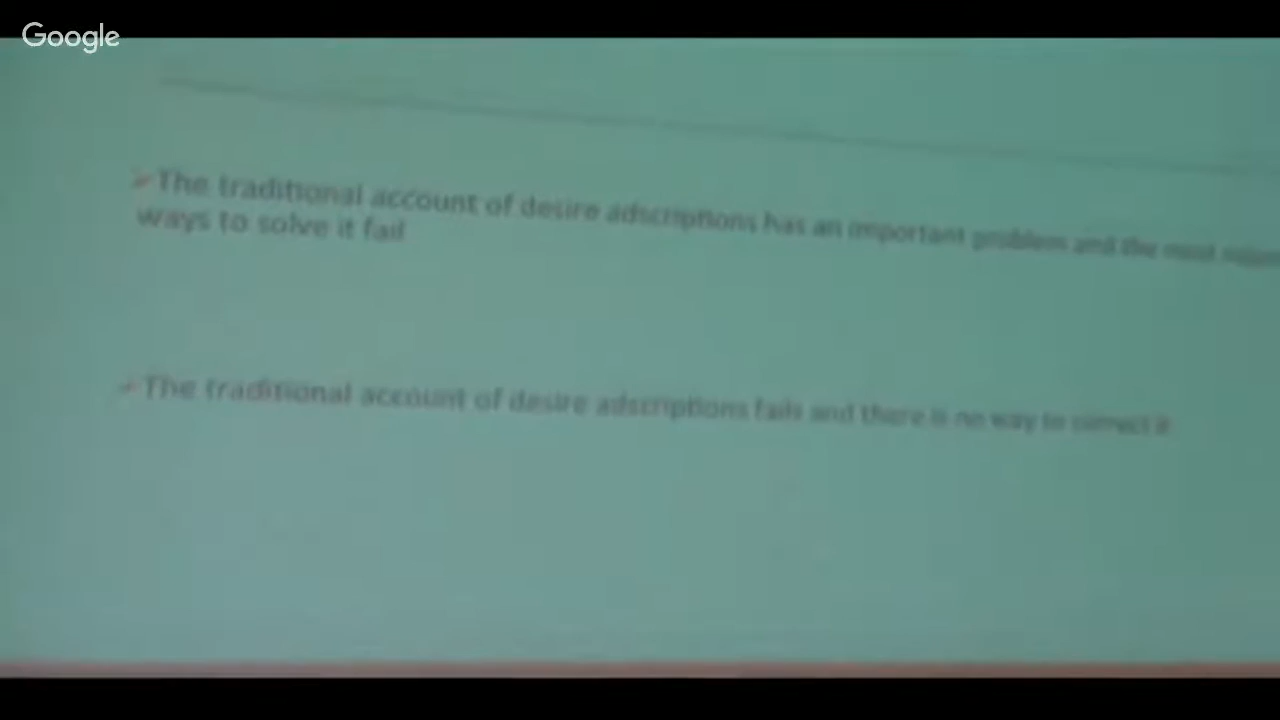 Google
The traditional account of desire adscriptions has an important problem and the most
ways to solve it fail
The traditional account of desire adscriptions fails and there is no way to correct it